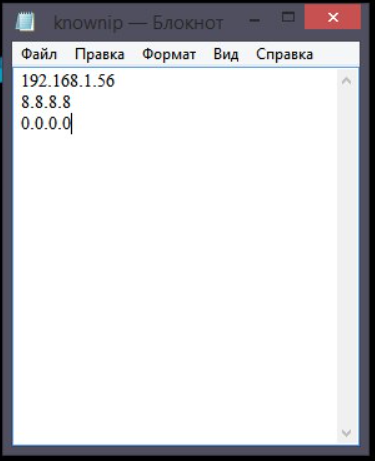 knownip — Блокнот
Файл Правка Формат Вид Справка
192.168.1.56
8.8.8.8
0.0.0.0